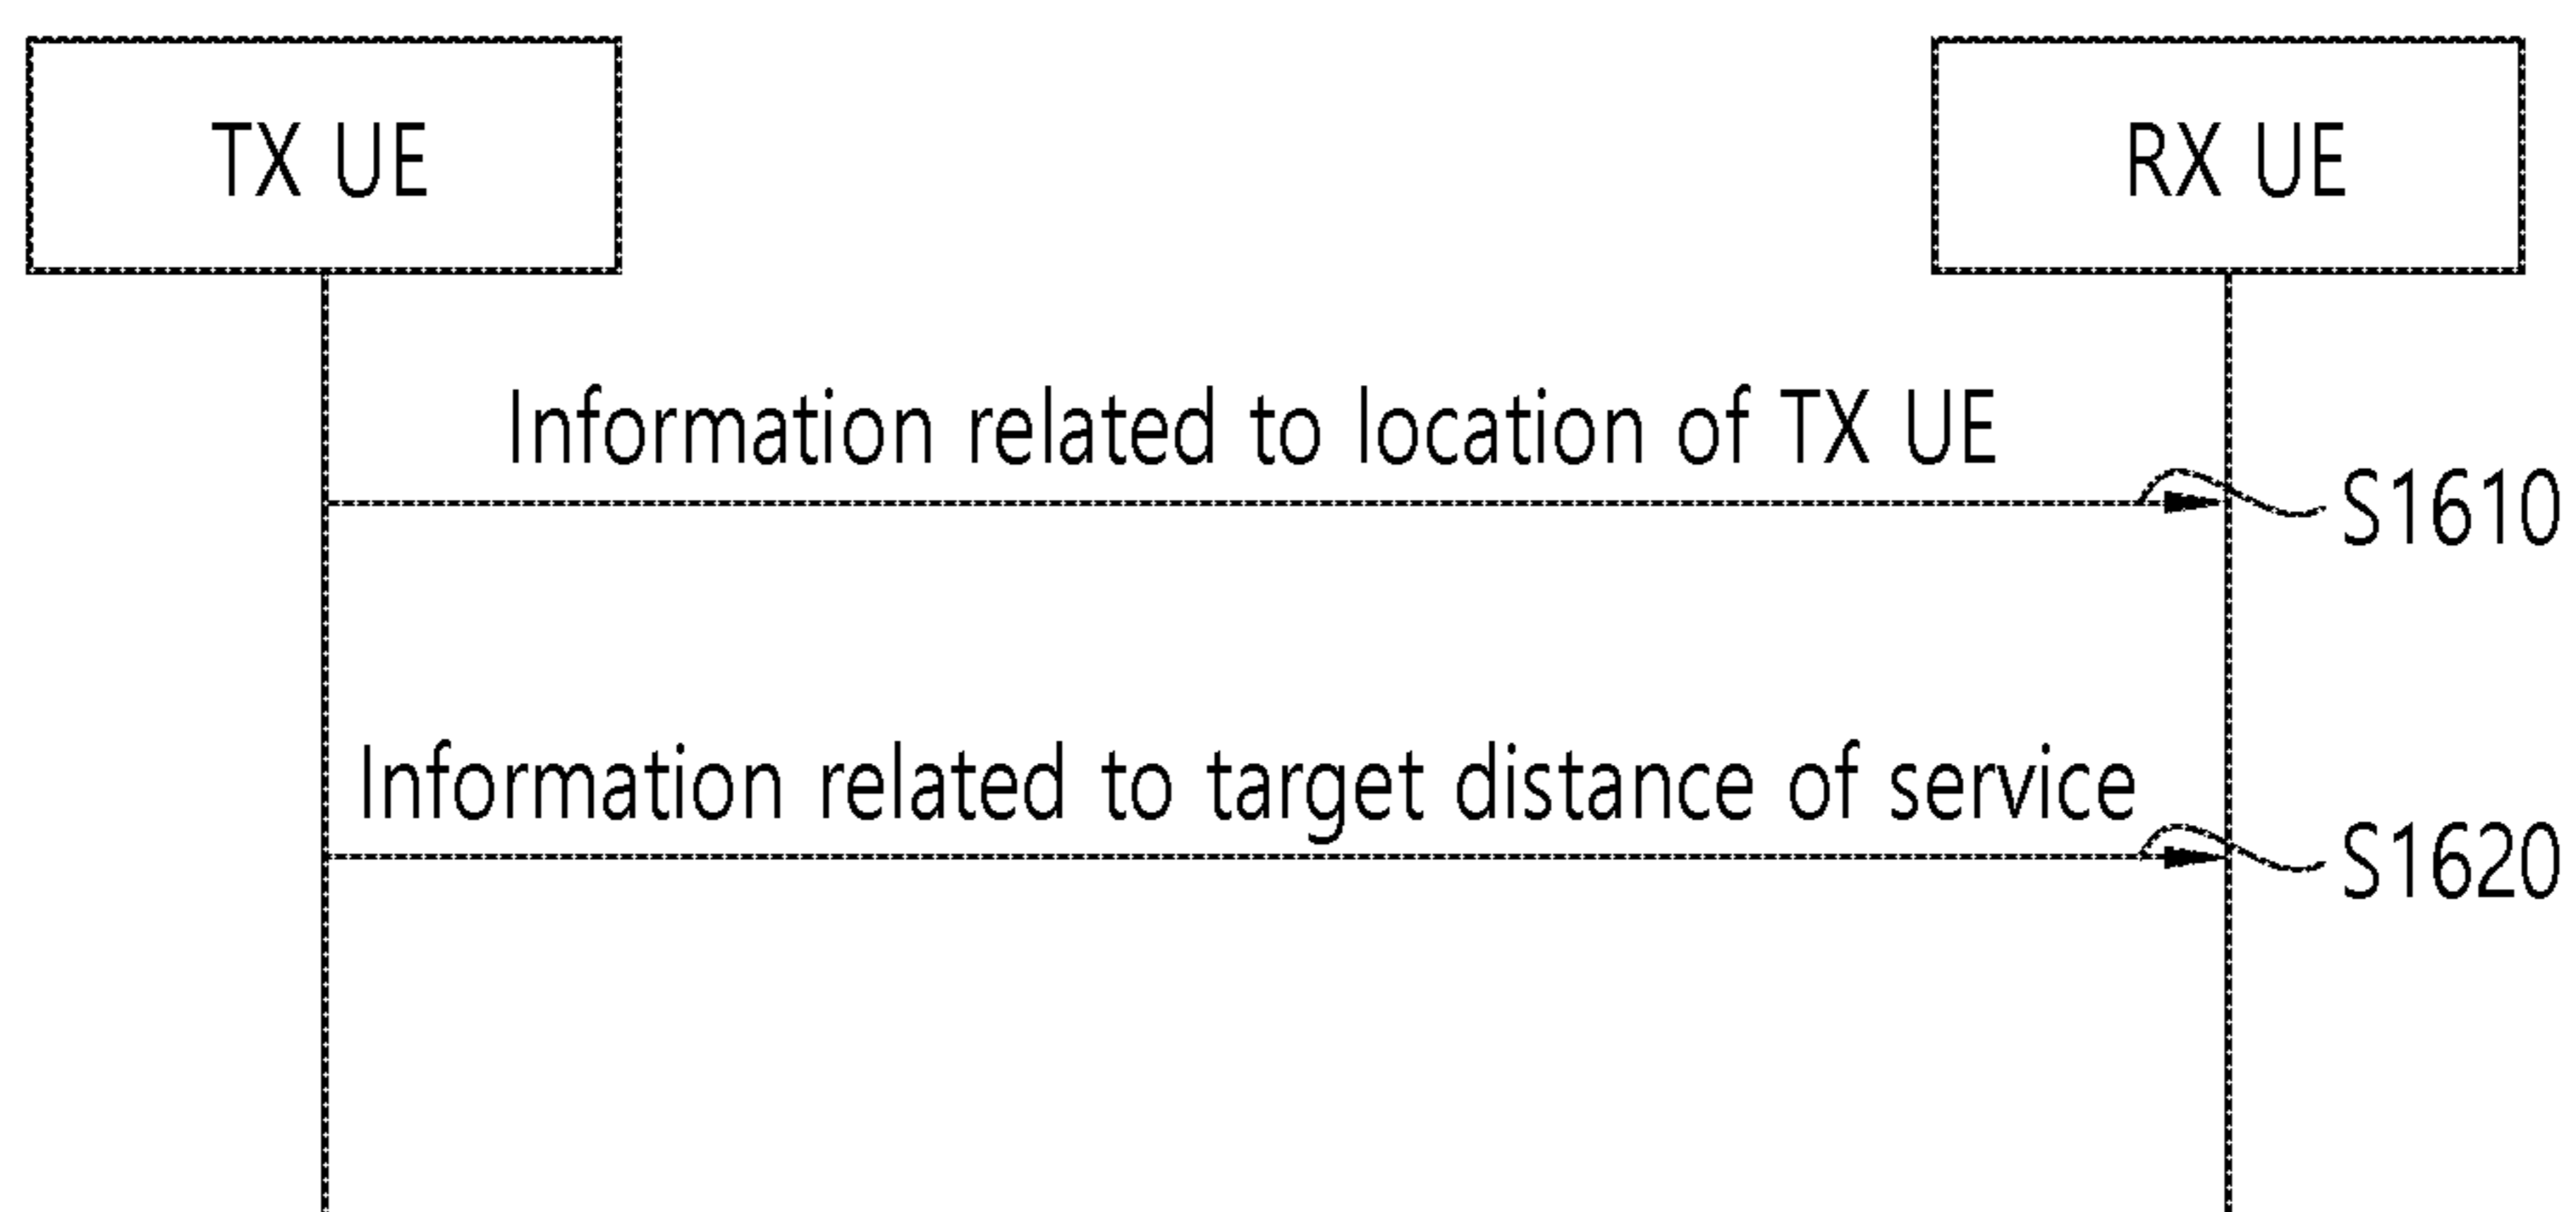 TX UE
RX UE
Information related to location of TX UE
S1610
Information related to target distance of service
S1620